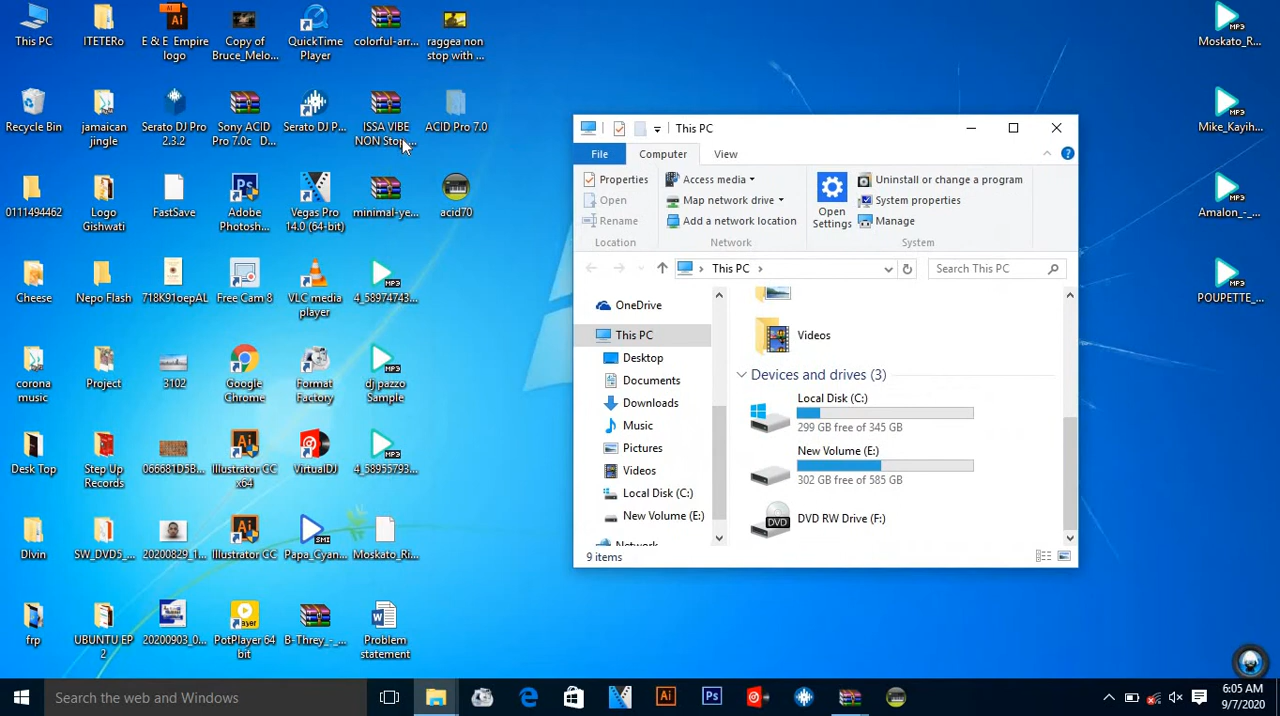 This PC
ITETERo
E & E Empire
logo
Copy of
Bruce_Melo...
QuickTime
Player
colorful-arr...
raggea non
stop with ...
Moskato_R...
Recycle Bin
jamaican
jingle
Serato DJ Pro
2.3.2
Sony ACID
Pro 7.0c D...
Serato DJ P...
ISSA VIBE
NON Stop...
ACID Pro 7.0
Mike_Kayih...
0111494462
Logo
Gishwati
FastSave
Adobe
Photosh...
Vegas Pro
14.0 (64-bit)
minimal-ye...
acid70
Amalon_-_...
Cheese
Nepo Flash
718K91oepAL
Free Cam 8
VLC media
player
4_58974743...
POUPETTE_...
corona
music
Project
3102
Google
Chrome
Format
Factory
dj pazzo
Sample
Desk Top
Step Up
Records
066681D5B...
Illustrator CC
x64
VirtualDJ
4_58955793...
DIvin
SW_DVD5_...
20200829_1...
Illustrator CC
Papa_Cyan...
Moskato_Ri...
frp
UBUNTU EP
2
20200903_0...
PotPlayer 64
bit
B-Threy_-_...
Problem
statement
This PC
File
Computer
View
Properties
Open
Rename
Location
Access media
Map network drive
Add a network location
Network
Open
Settings
Uninstall or change a program
System properties
Manage
System
This PC
Search This PC
OneDrive
This PC
Desktop
Documents
Downloads
Music
Pictures
Videos
Local Disk (C:)
New Volume (E:)
Network
Videos
Devices and drives (3)
Local Disk (C:)
299 GB free of 345 GB
New Volume (E:)
302 GB free of 585 GB
DVD
DVD RW Drive (F:)
9 items
Search the web and Windows
6:05 AM
9/7/2020